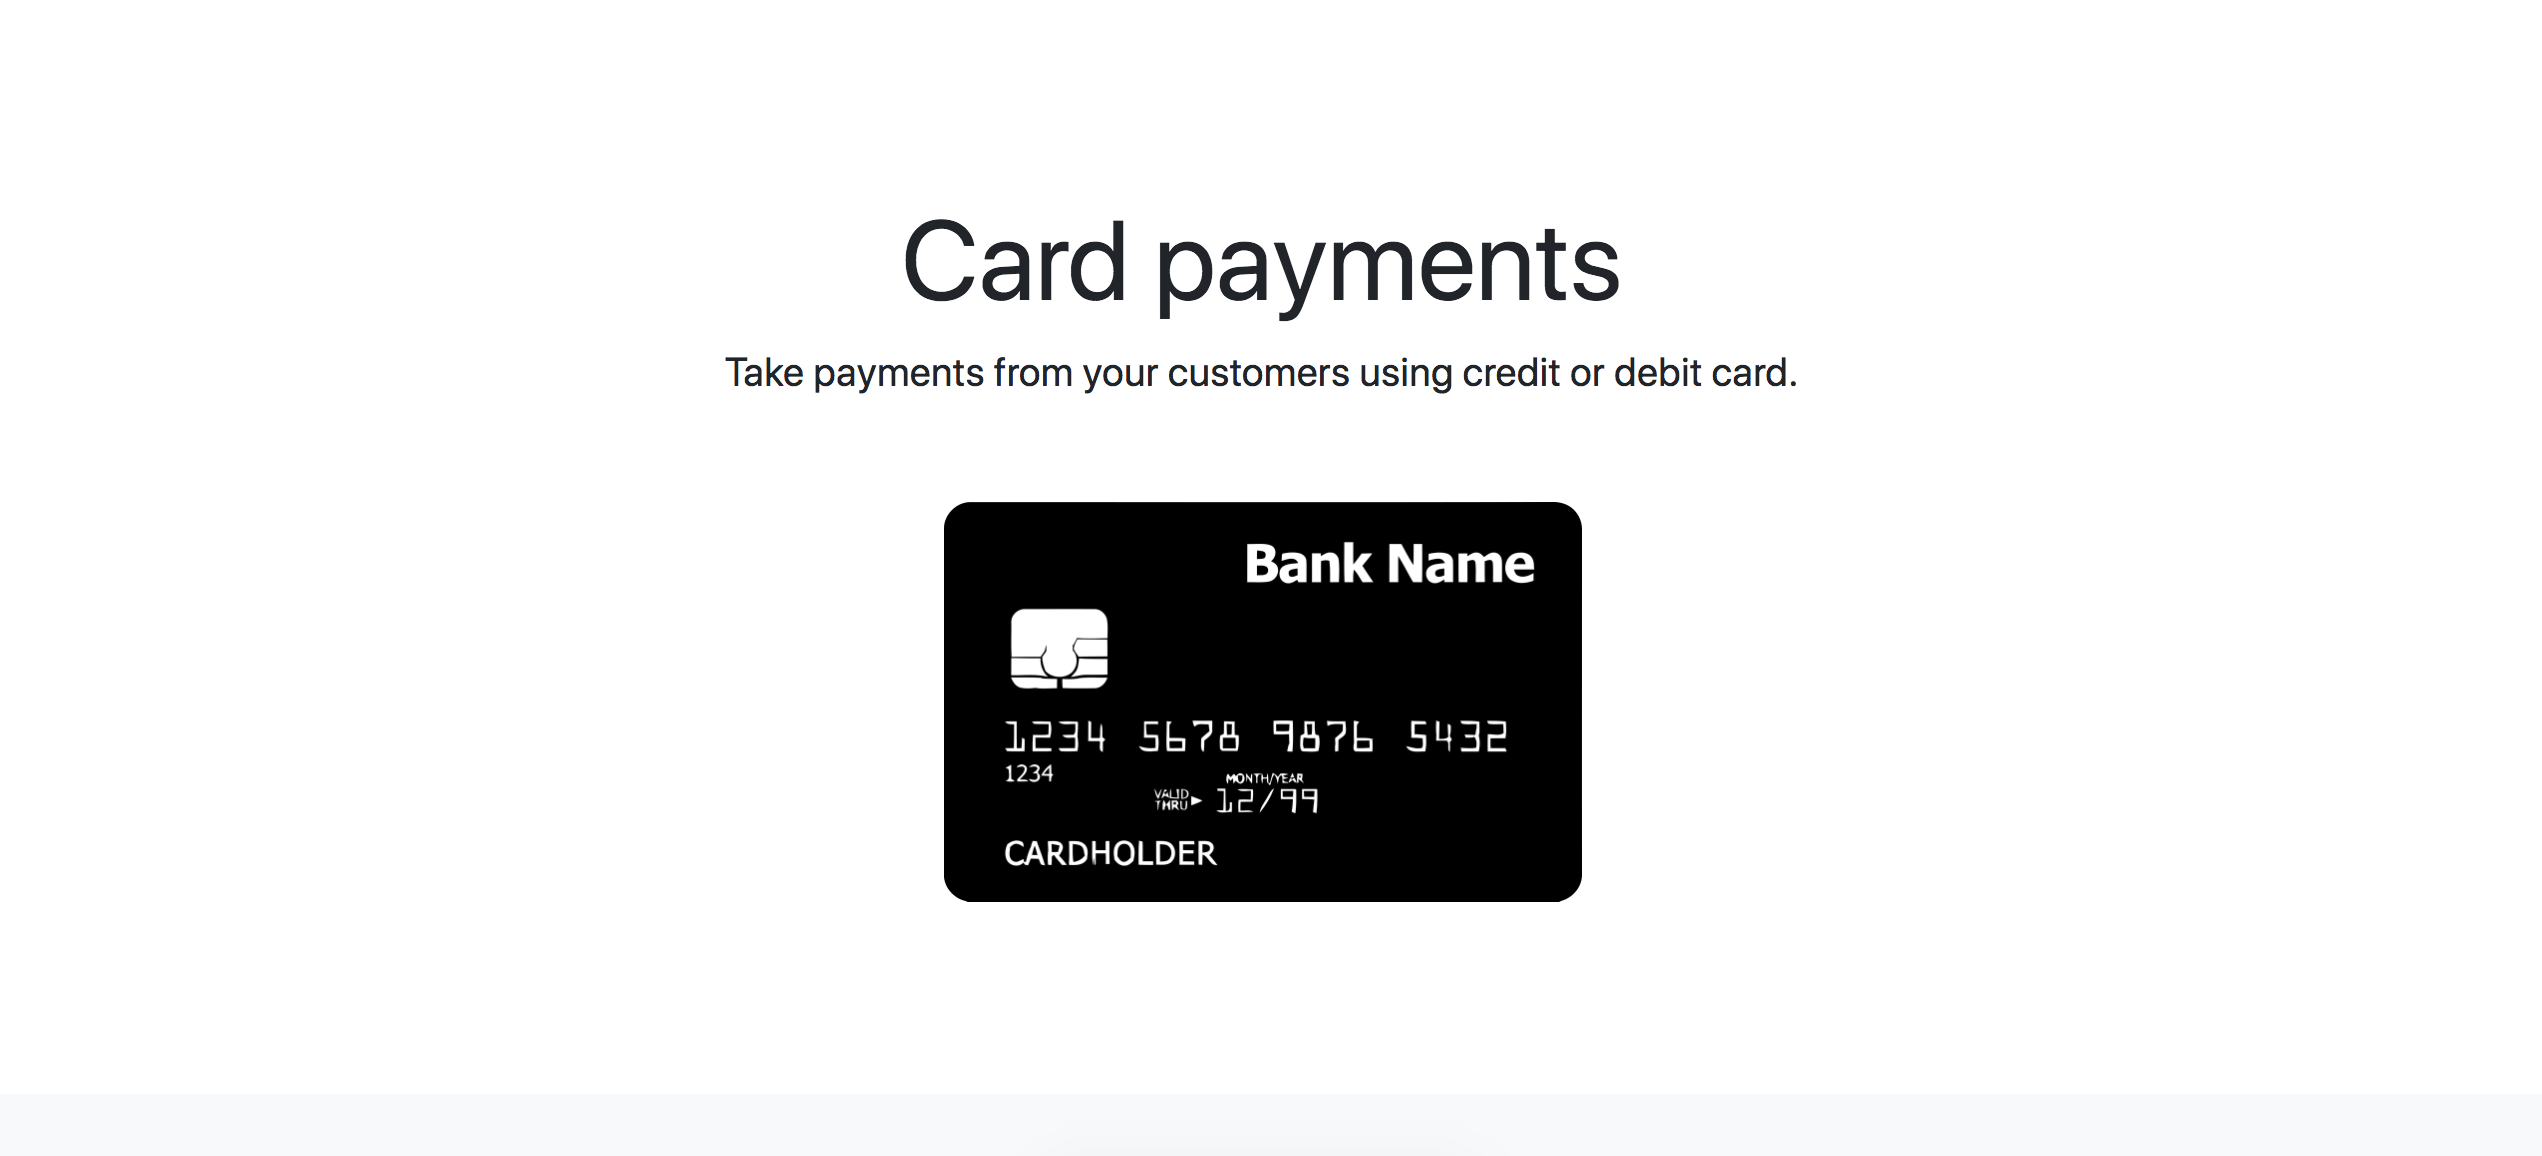 Card payments
Take payments from your customers using credit or debit card.
Bank Name
1234 5678 9876 5432
1234
MONTH/YEAR
VALID THRU 12/99
CARDHOLDER